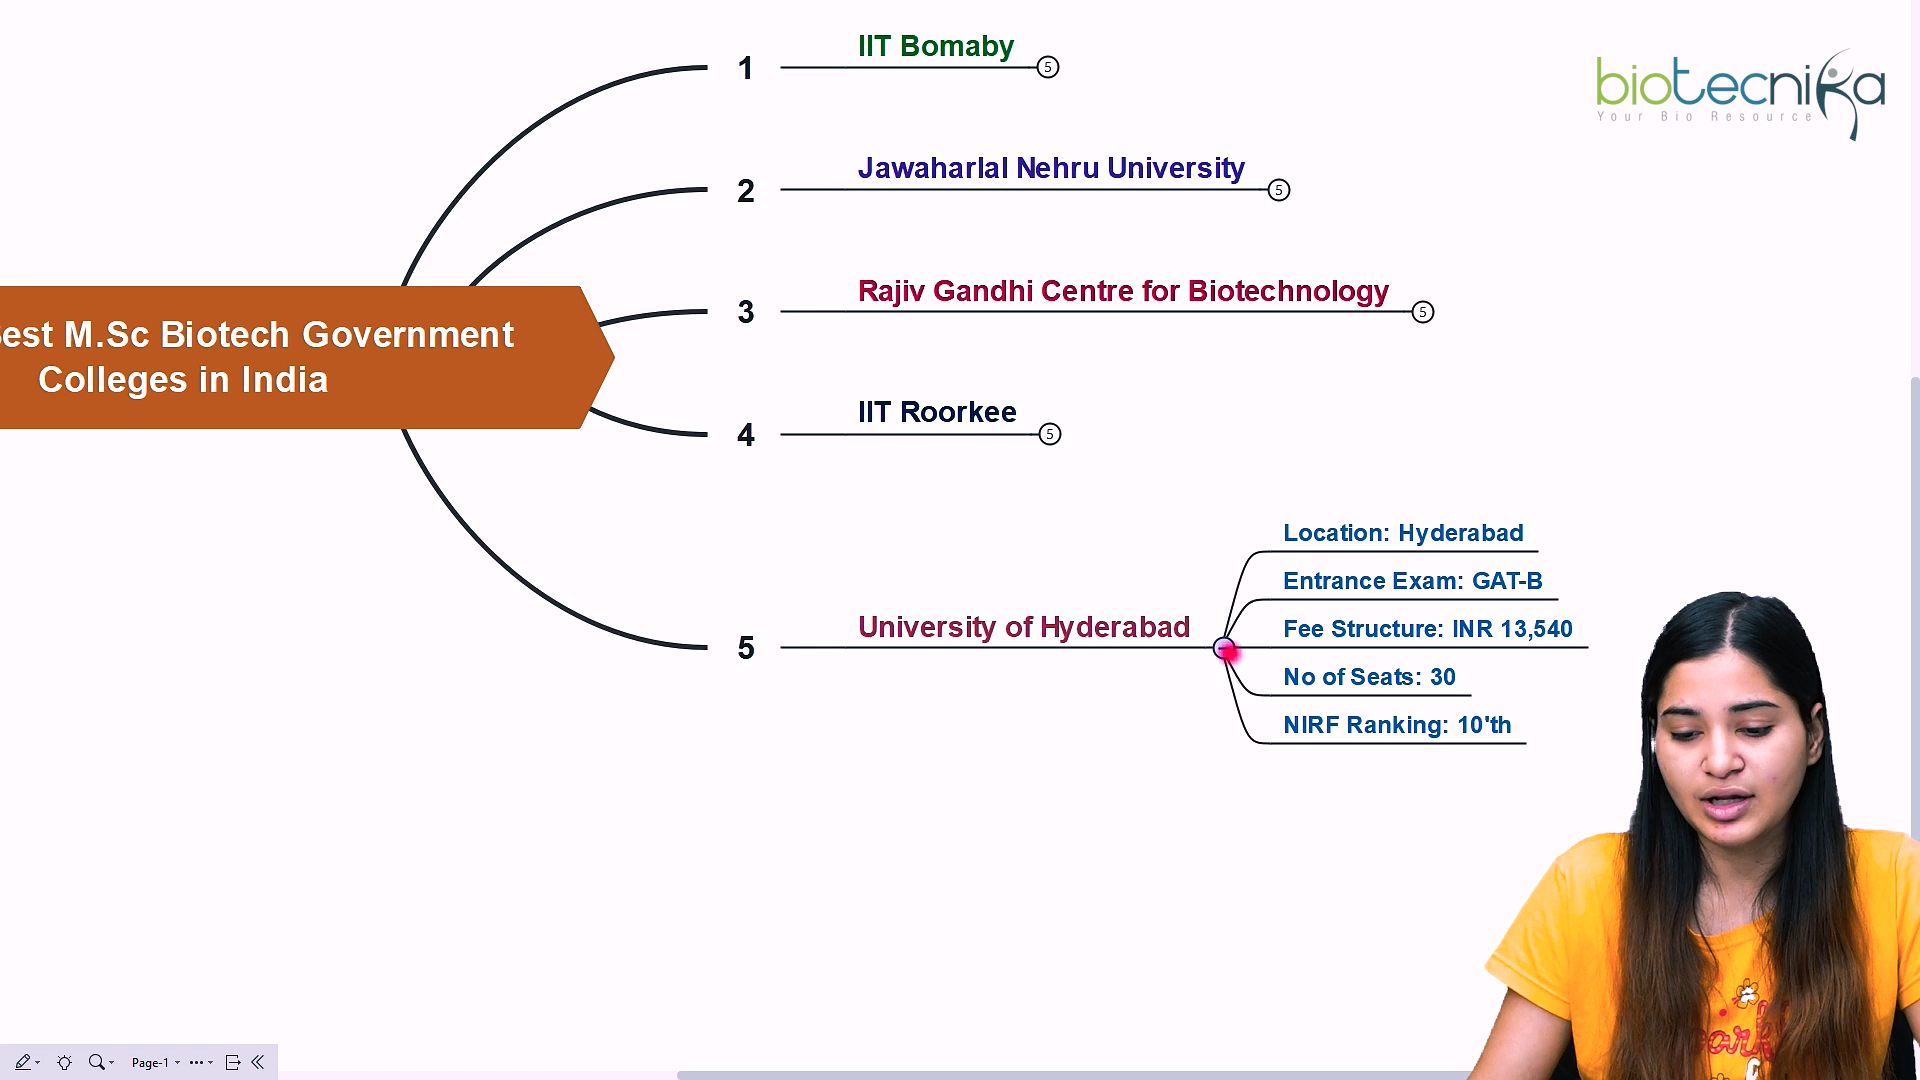 1
IIT Bomaby
5
biotecnika
Your Bio Resource
2
Jawaharlal Nehru University
5
3
Rajiv Gandhi Centre for Biotechnology
5
est M.Sc Biotech Government
Colleges in India
4
IIT Roorkee
5
5
University of Hyderabad
Location: Hyderabad
Entrance Exam: GAT-B
Fee Structure: INR 13,540
No of Seats: 30
NIRF Ranking: 10'th
Page-1